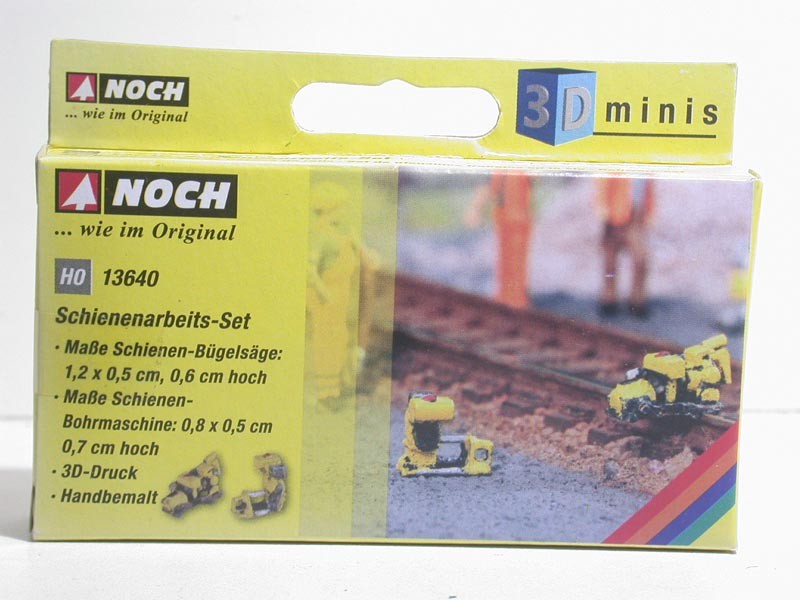 NOCH
... wie im Original
3D minis
NOCH
... wie im Original
H0 13640
Schienenarbeits-Set
· Maße Schienen-Bügelsäge:
1,2 x 0,5 cm, 0,6 cm hoch
· Maße Schienen-
Bohrmaschine: 0,8 x 0,5 cm
0,7 cm hoch
· 3D-Druck
· Handbemalt